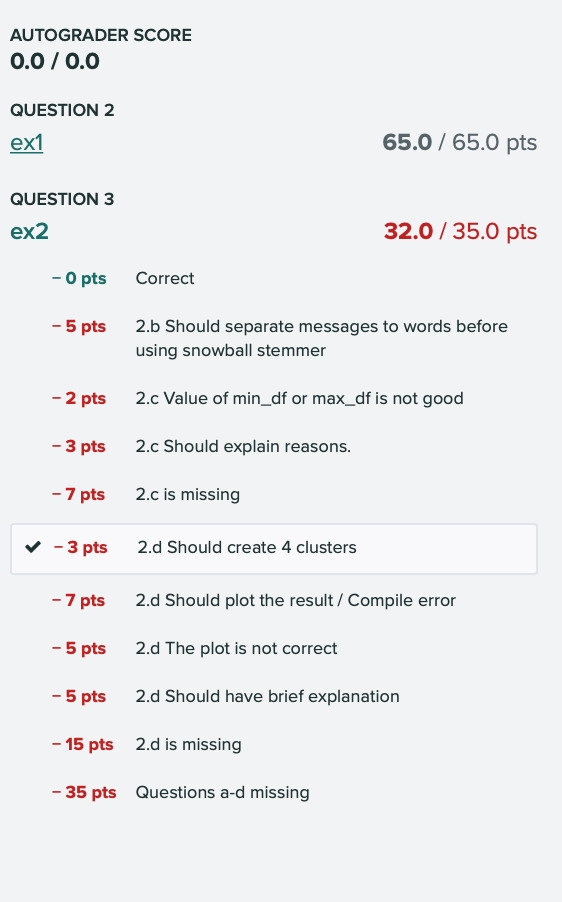 AUTOGRADER SCORE
0.0 / 0.0
QUESTION 2
ex1 65.0 / 65.0 pts
QUESTION 3
ex2 32.0 / 35.0 pts
– 0 pts Correct
– 5 pts 2.b Should separate messages to words before
using snowball stemmer
– 2 pts 2.c Value of min_df or max_df is not good
– 3 pts 2.c Should explain reasons.
– 7 pts 2.c is missing
✔ – 3 pts 2.d Should create 4 clusters
– 7 pts 2.d Should plot the result / Compile error
– 5 pts 2.d The plot is not correct
– 5 pts 2.d Should have brief explanation
– 15 pts 2.d is missing
– 35 pts Questions a-d missing